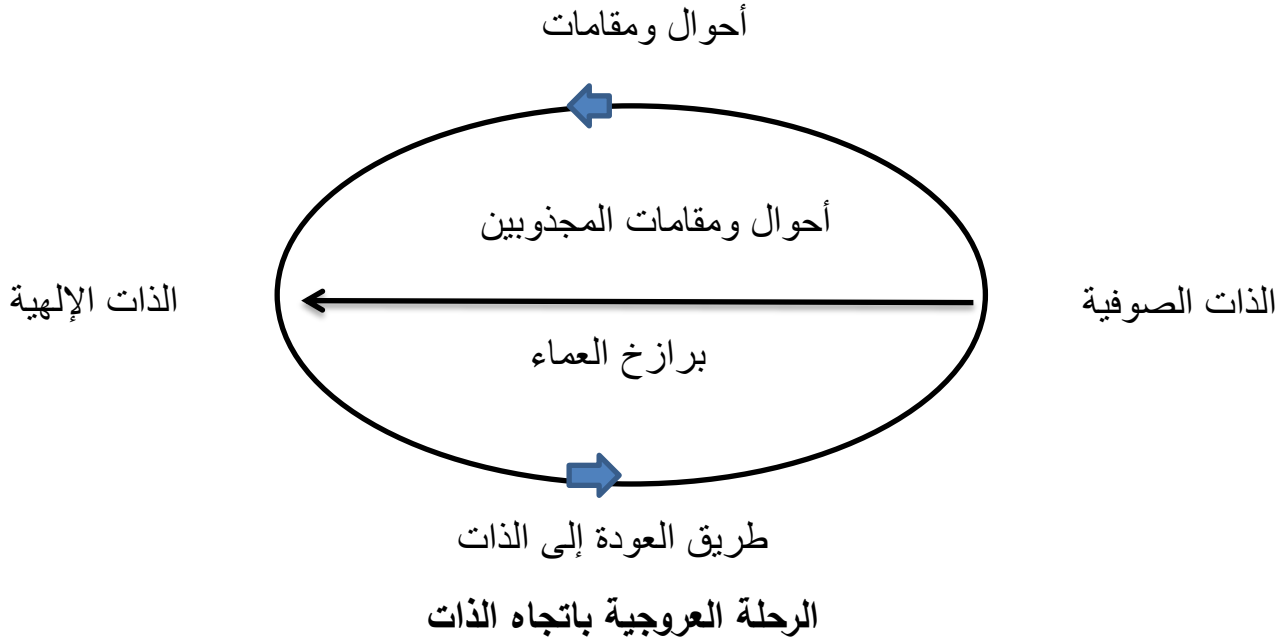 أحوال ومقامات
أحوال ومقامات المجذوبين
الذات الصوفية
الذات الإلهية
برازخ العماء
طريق العودة إلى الذات
الرحلة العروجية باتجاه الذات